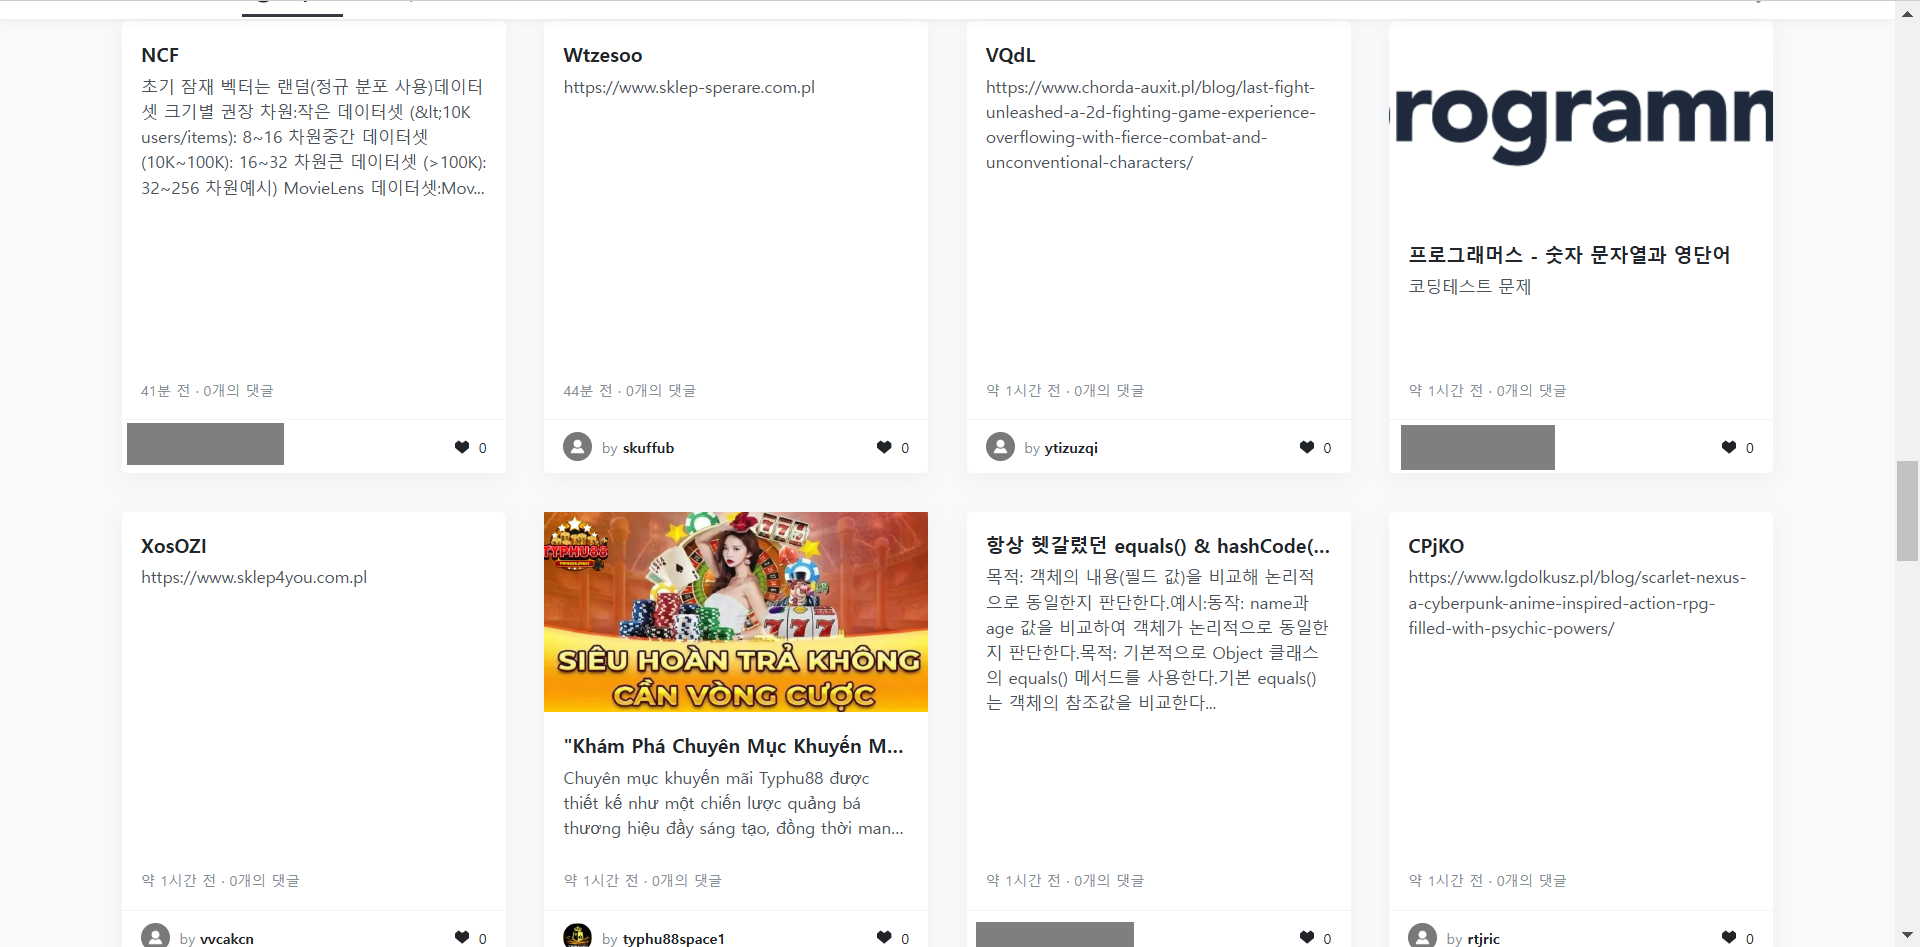 NCF
초기 잠재 벡터는 랜덤(정규 분포 사용)데이터
셋 크기별 권장 차원:작은 데이터셋 (&lt;10K
users/items): 8~16 차원중간 데이터셋
(10K~100K): 16~32 차원큰 데이터셋 (>100K):
32~256 차원예시) MovieLens 데이터셋:Mov...
41분 전 · 0개의 댓글
0
Wtzesoo
https://www.sklep-sperare.com.pl
44분 전 · 0개의 댓글
by skuffub
0
VQdL
https://www.chorda-auxit.pl/blog/last-fight-
unleashed-a-2d-fighting-game-experience-
overflowing-with-fierce-combat-and-
unconventional-characters/
약 1시간 전 · 0개의 댓글
by ytizuzqi
0
rogramm
프로그래머스 - 숫자 문자열과 영단어
코딩테스트 문제
약 1시간 전 · 0개의 댓글
0
XosOZI
https://www.sklep4you.com.pl
약 1시간 전 · 0개의 댓글
by vvcakcn
0
TYPHU88
SIÊU HOÀN TRẢ KHÔNG
CẦN VÒNG CƯỢC
"Khám Phá Chuyên Mục Khuyến M...
Chuyên mục khuyến mãi Typhu88 được
thiết kế như một chiến lược quảng bá
thương hiệu đầy sáng tạo, đồng thời man...
약 1시간 전 · 0개의 댓글
by typhu88space1
0
항상 헷갈렸던 equals() & hashCode(...
목적: 객체의 내용(필드 값)을 비교해 논리적
으로 동일한지 판단한다.예시:동작: name과
age 값을 비교하여 객체가 논리적으로 동일한
지 판단한다.목적: 기본적으로 Object 클래스
의 equals() 메서드를 사용한다.기본 equals()
는 객체의 참조값을 비교한다...
약 1시간 전 · 0개의 댓글
0
CPjKO
https://www.lgdolkusz.pl/blog/scarlet-nexus-
a-cyberpunk-anime-inspired-action-rpg-
filled-with-psychic-powers/
약 1시간 전 · 0개의 댓글
by rtjric
0